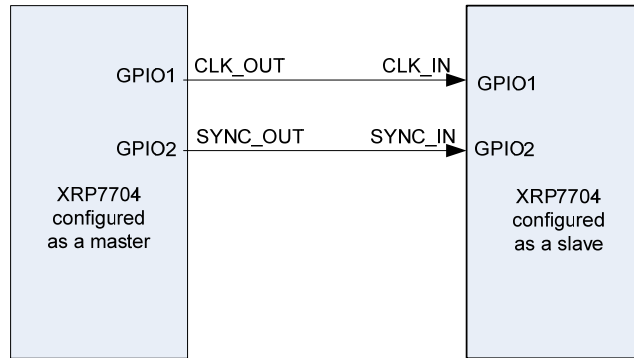 GPIO1 CLK_OUT CLK_IN GPIO1
GPIO2 SYNC_OUT SYNC_IN GPIO2
XRP7704
configured
as a master
XRP7704
configured
as a slave